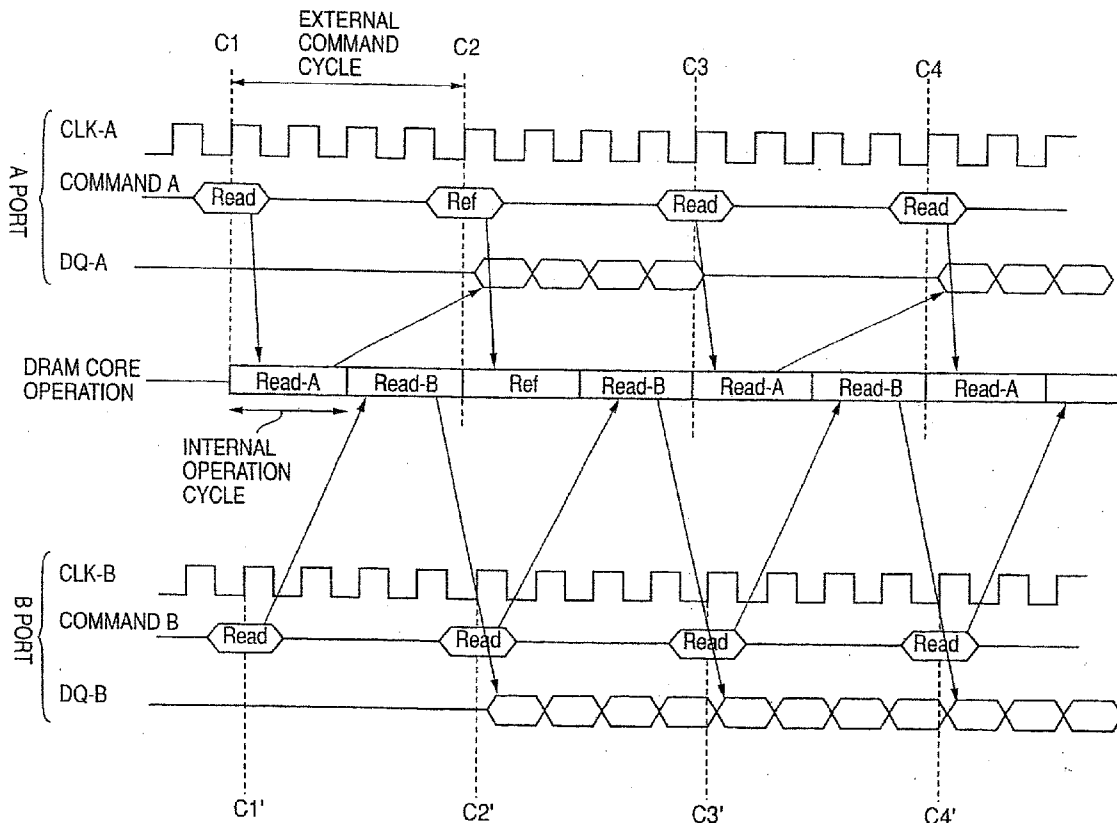 EXTERNAL
COMMAND
CYCLE
C1
C2
C3
C4
A PORT
CLK-A
COMMAND A
Read
Ref
Read
Read
DQ-A
DRAM CORE
OPERATION
Read-A
Read-B
Ref
Read-B
Read-A
Read-B
Read-A
INTERNAL
OPERATION
CYCLE
B PORT
CLK-B
COMMAND B
Read
Read
Read
Read
DQ-B
C1'
C2'
C3'
C4'